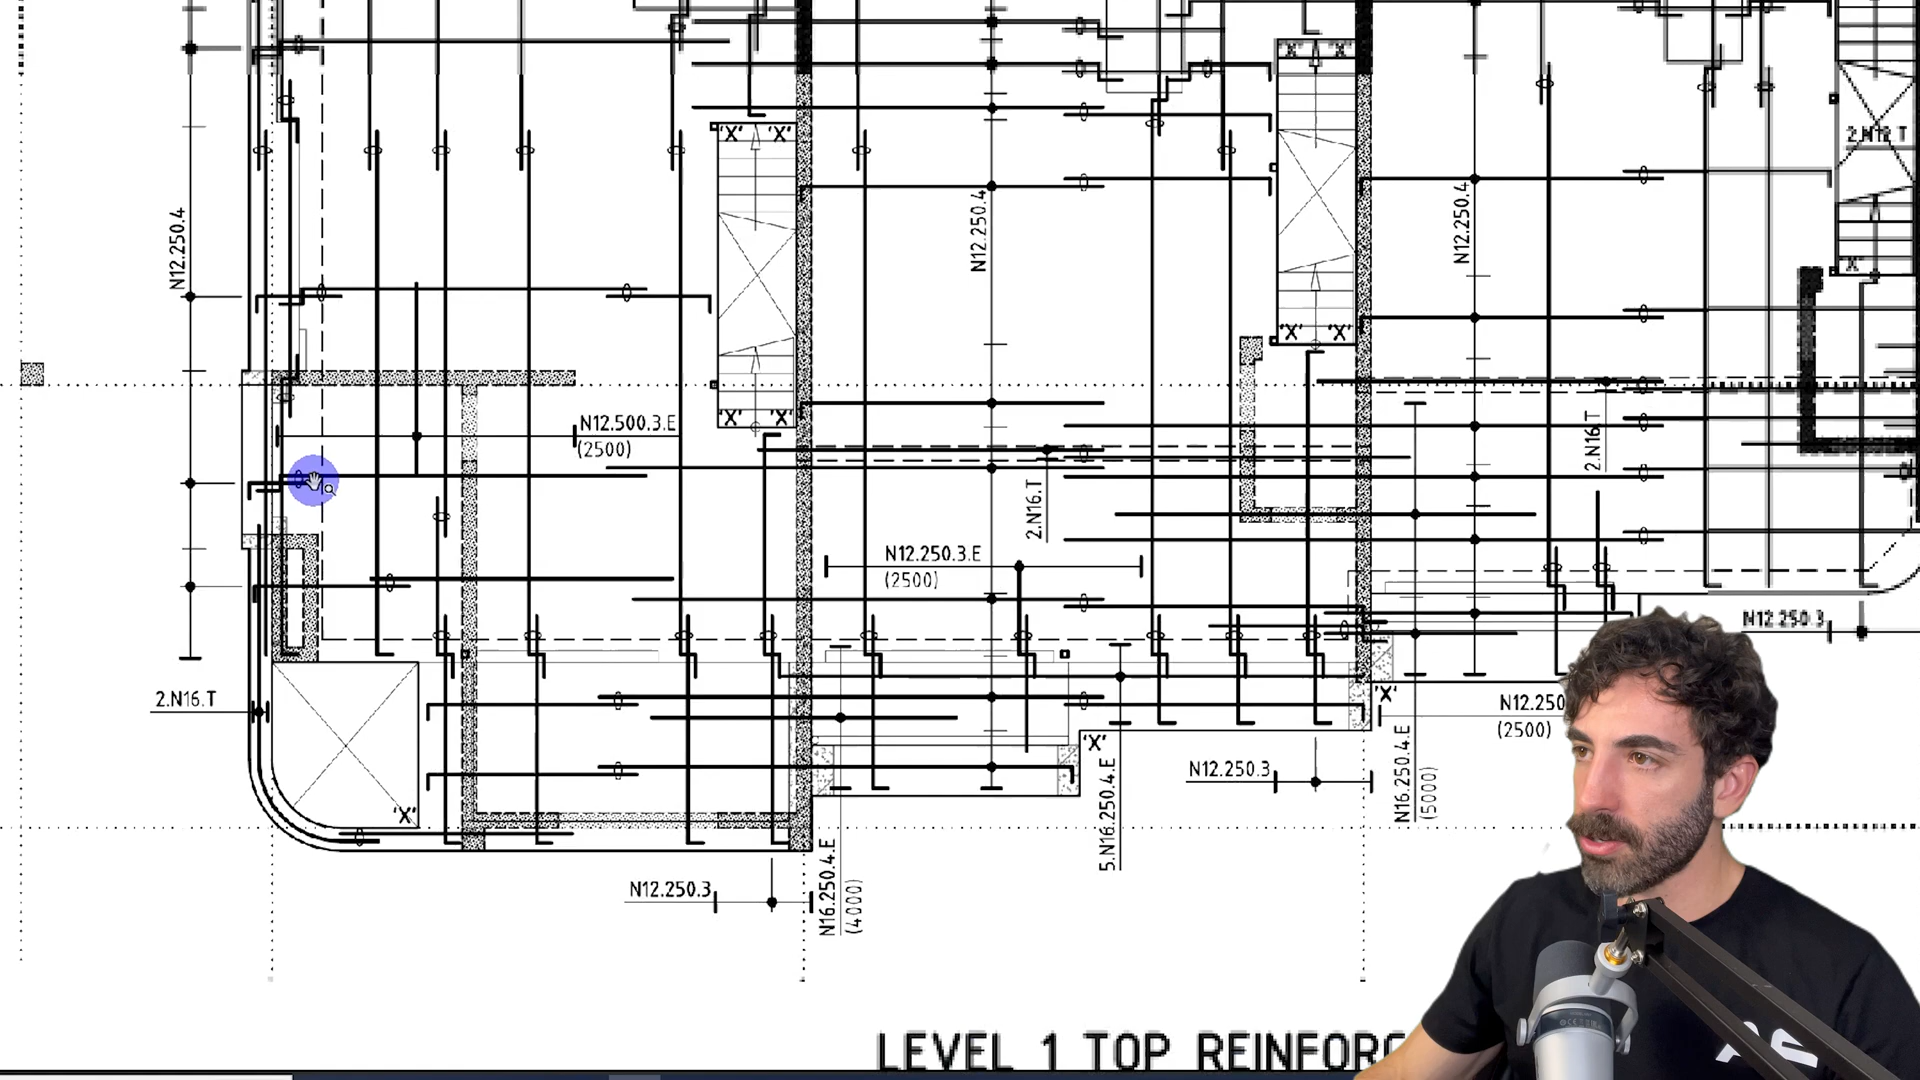 'X' 'X'
'X' 'X'
2.N12 T
N12.250.4
N12.250.4
N12.250.4
X'
'X' 'X'
'X' 'X'
N12.500.3.E
(2500)
2.N16.T
2.N16.T
N12.250.3.E
(2500)
N12.250.3
2.N16.T
'X'
N12.250
(2500)
'X'
N12.250.3
5.N16.250.4.E
N16.250.4.E
(5000)
'X'
N12.250.3
N16.250.4.E
(4000)
LEVEL 1 TOP REINFORC